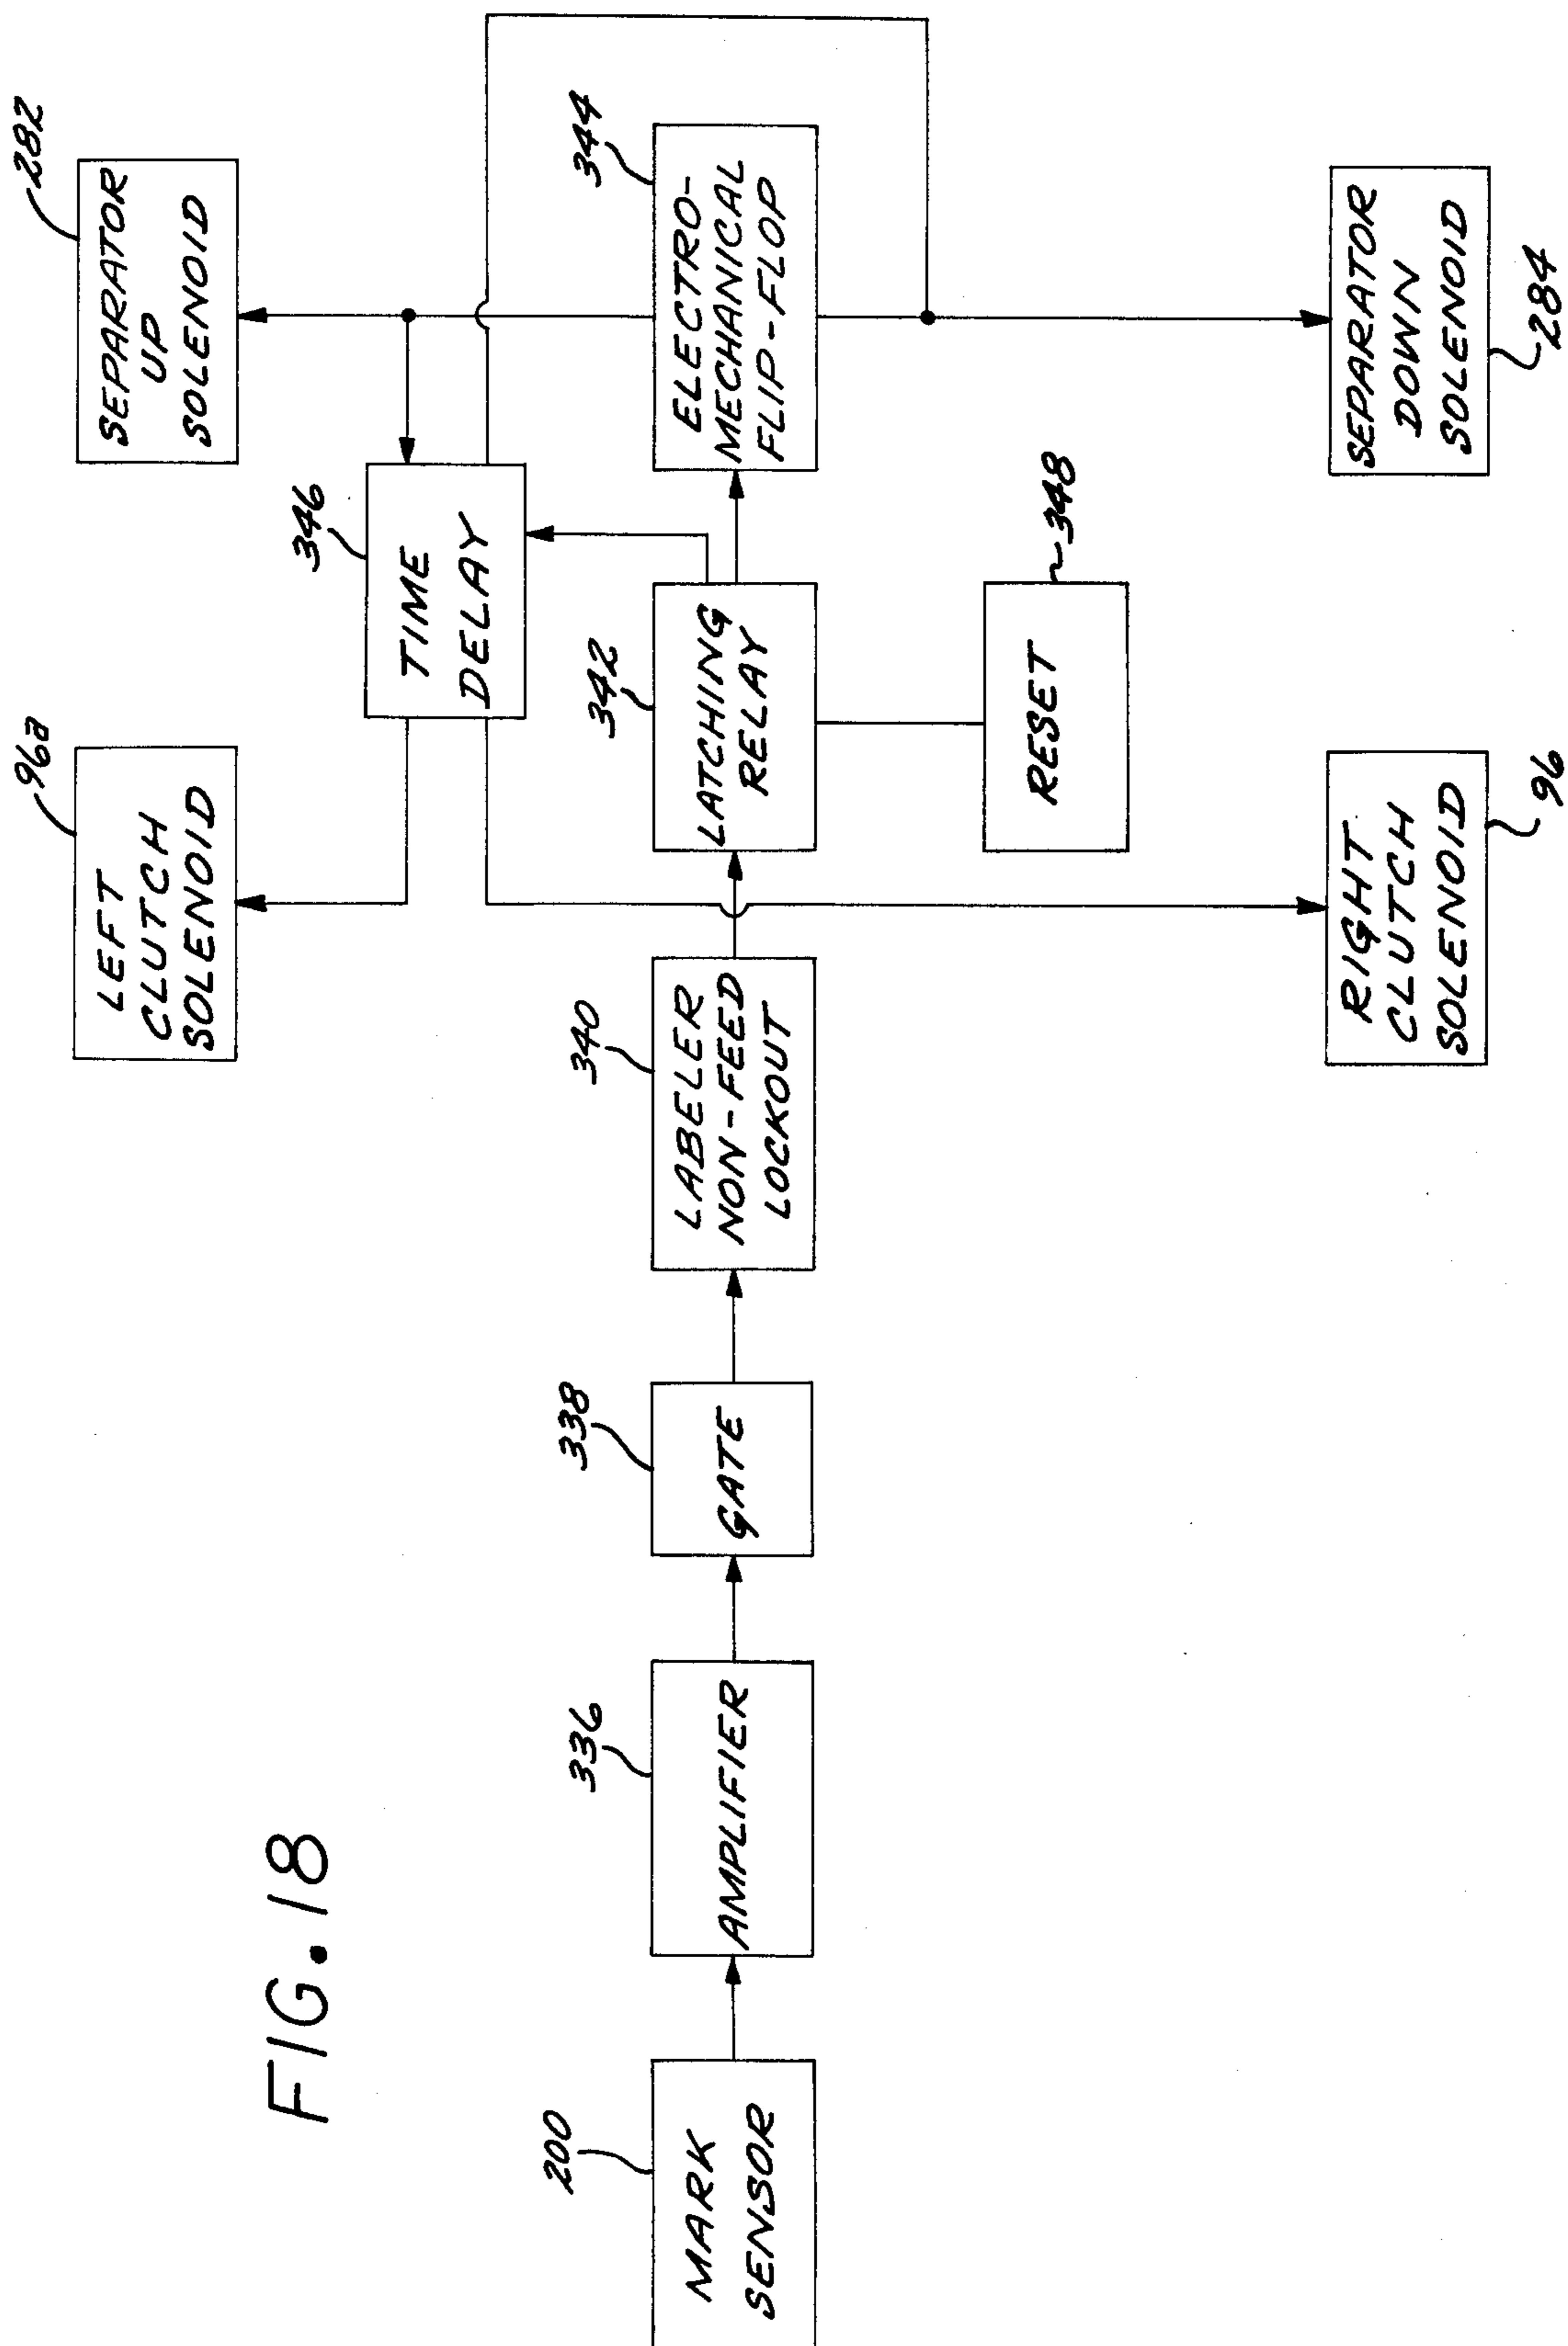 FIG. 18
200
MARK
SENSOR
336
AMPLIFIER
338
GATE
340
LABELER
NON-FEED
LOCKOUT
96a
LEFT
CLUTCH
SOLENOID
96
RIGHT
CLUTCH
SOLENOID
342
LATCHING
RELAY
348
RESET
346
TIME
DELAY
344
ELECTRO-
MECHANICAL
FLIP-FLOP
282
SEPARATOR
UP
SOLENOID
284
SEPARATOR
DOWN
SOLENOID